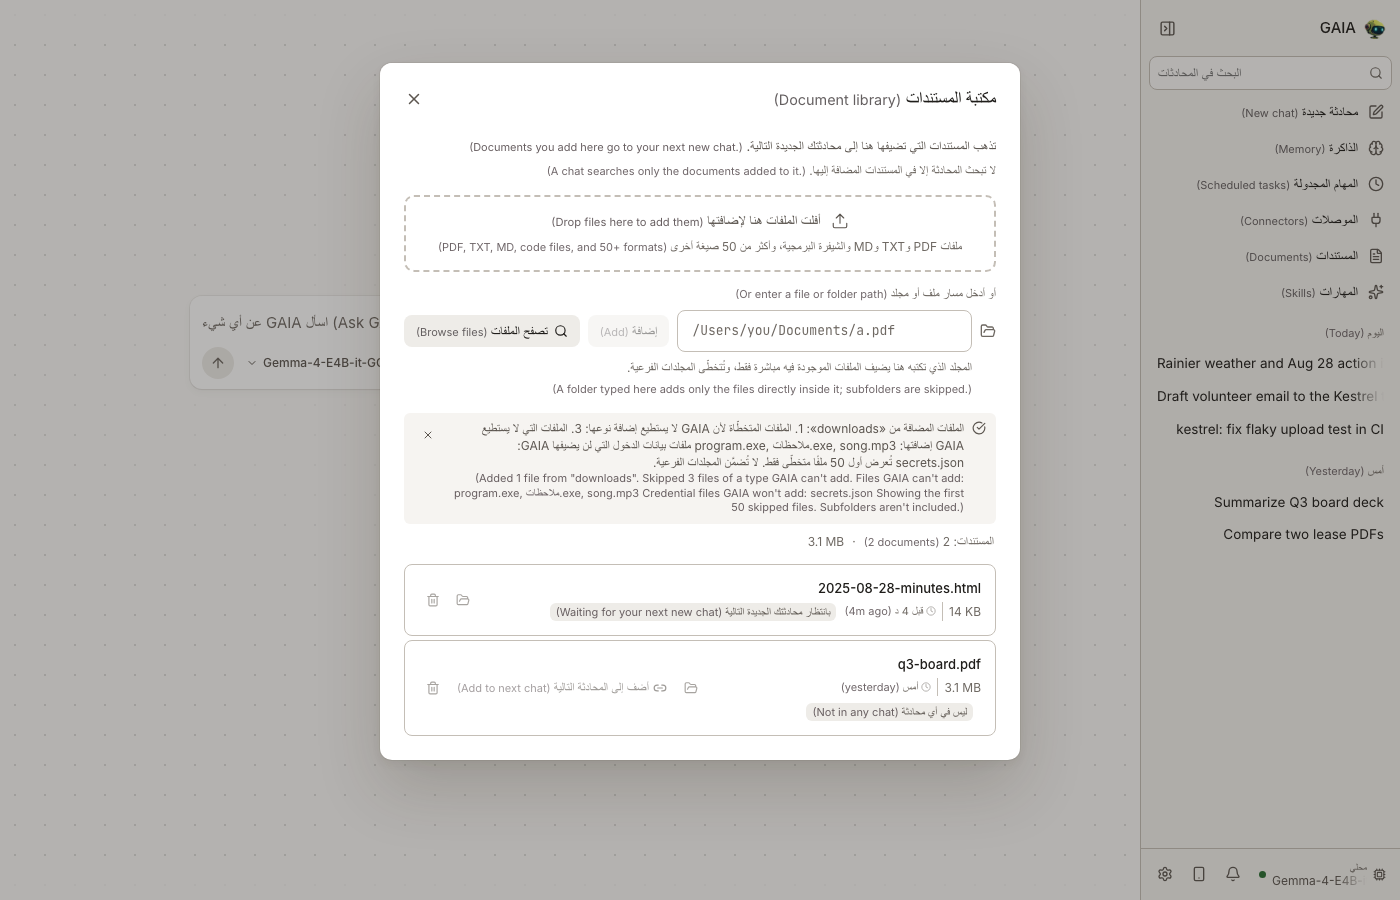 GAIA
البحث في المحادثات
محادثة جديدة (New chat)
الذاكرة (Memory)
المهام المجدولة (Scheduled tasks)
الموصلات (Connectors)
المستندات (Documents)
المهارات (Skills)
اليوم (Today)
Rainier weather and Aug 28 action
Draft volunteer email to the Kestrel
kestrel: fix flaky upload test in CI
أمس (Yesterday)
Summarize Q3 board deck
Compare two lease PDFs
محلي
Gemma-4-E4B-
اسأل GAIA عن أي شيء (Ask G
Gemma-4-E4B-it-GG
مكتبة المستندات (Document library)
تذهب المستندات التي تضيفها هنا إلى محادثتك الجديدة التالية. (Documents you add here go to your next new chat.)
لا تبحث المحادثة إلا في المستندات المضافة إليها. (A chat searches only the documents added to it.)
أفلت الملفات هنا لإضافتها (Drop files here to add them)
ملفات PDF وTXT وMD والشيفرة البرمجية، وأكثر من 50 صيغة أخرى (PDF, TXT, MD, code files, and 50+ formats)
أو أدخل مسار ملف أو مجلد (Or enter a file or folder path)
/Users/you/Documents/a.pdf
إضافة (Add)
تصفح الملفات (Browse files)
المجلد الذي تكتبه هنا يضيف الملفات الموجودة فيه مباشرة فقط، وتُتخطّى المجلدات الفرعية.
(A folder typed here adds only the files directly inside it; subfolders are skipped.)
الملفات المضافة من «downloads»: 1. الملفات المتخطّاة لأن GAIA لا يستطيع إضافة نوعها: 3. الملفات التي لا يستطيع
GAIA إضافتها: program.exe, ملاحظات.exe, song.mp3 ملفات بيانات الدخول التي لن يضيفها GAIA:
secrets.json تُعرض أول 50 ملفًا متخطّى فقط. لا تُضمَّن المجلدات الفرعية.
(Added 1 file from "downloads". Skipped 3 files of a type GAIA can't add. Files GAIA can't add:
program.exe, ملاحظات.exe, song.mp3 Credential files GAIA won't add: secrets.json Showing the first
50 skipped files. Subfolders aren't included.)
المستندات: 2 (2 documents) · 3.1 MB
2025-08-28-minutes.html
14 KB قبل 4 د (4m ago) بانتظار محادثتك الجديدة التالية (Waiting for your next new chat)
q3-board.pdf
3.1 MB أمس (yesterday)
أضف إلى المحادثة التالية (Add to next chat)
ليس في أي محادثة (Not in any chat)